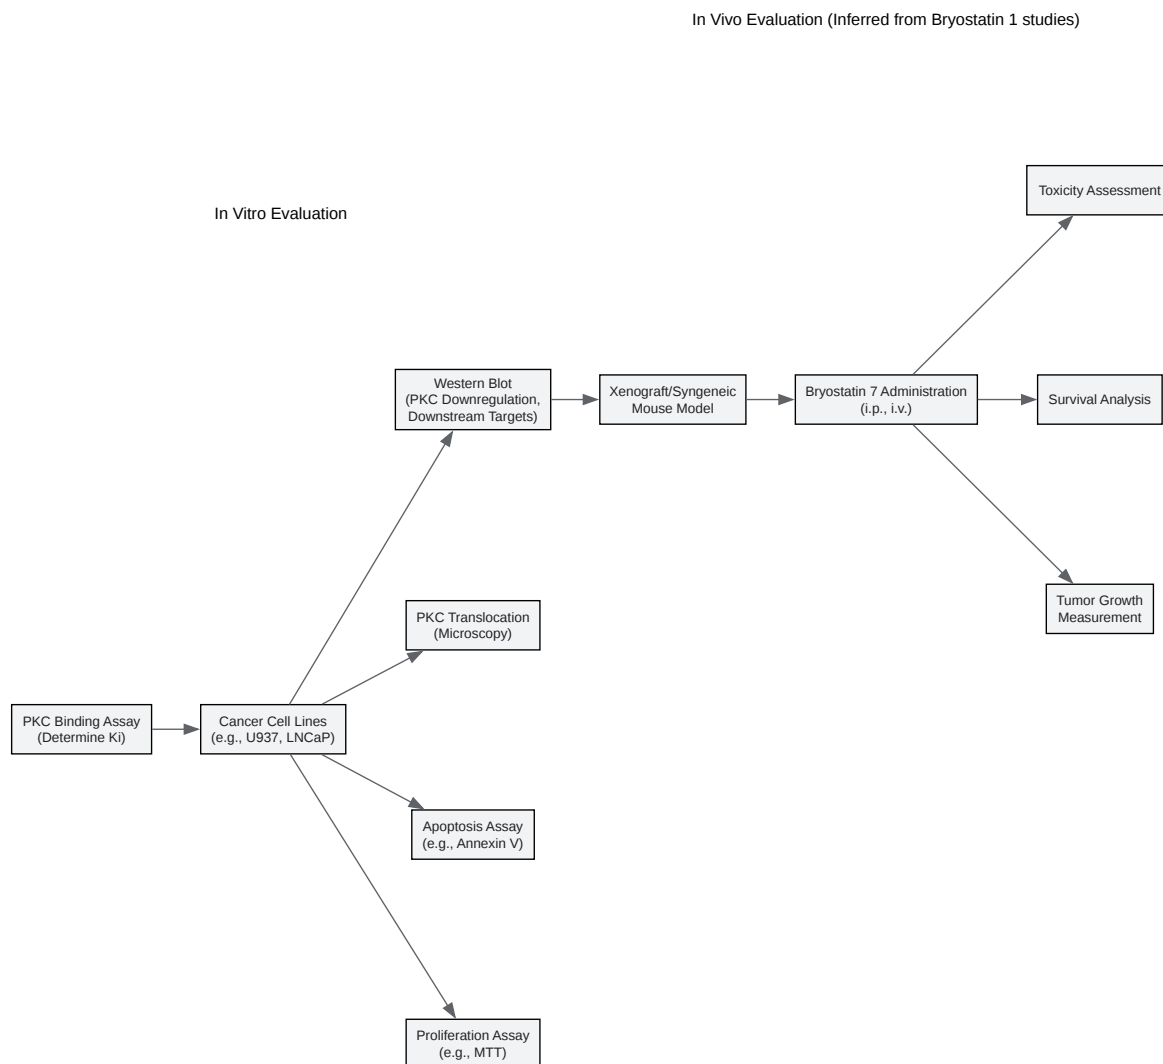 In Vivo Evaluation (Inferred from Bryostatin 1 studies)
Toxicity Assessment
In Vitro Evaluation
Western Blot
(PKC Downregulation,
Downstream Targets)
Xenograft/Syngeneic
Mouse Model
Bryostatin 7 Administration
(i.p., i.v.)
Survival Analysis
PKC Translocation
(Microscopy)
Tumor Growth
Measurement
PKC Binding Assay
(Determine Ki)
Cancer Cell Lines
(e.g., U937, LNCaP)
Apoptosis Assay
(e.g., Annexin V)
Proliferation Assay
(e.g., MTT)